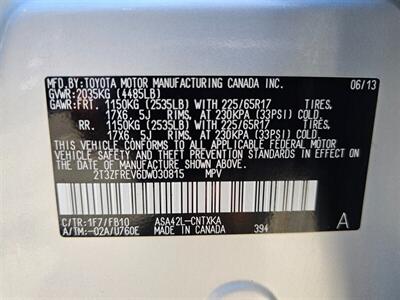 MFD.BY:TOYOTA MOTOR MANUFACTURING CANADA INC. 06/13
GVWR: 2035KG (4485LB)
GAWR:FRT. 1150KG (2535LB) WITH 225/65R17 TIRES,
17X6. 5J RIMS, AT 230KPA (33PSI) COLD.
RR. 1150KG (2535LB) WITH 225/65R17 TIRES,
17X6. 5J RIMS, AT 230KPA (33PSI) COLD.
THIS VEHICLE CONFORMS TO ALL APPLICABLE FEDERAL MOTOR
VEHICLE SAFETY AND BUMPER STANDARDS IN EFFECT ON
THE DATE OF MANUFACTURE SHOWN ABOVE.
2T3ZFREV6DW030815 MPV
C/TR:1F7/FB10 ASA42L-CNTXKA A
A/TM:-02A/U760E MADE IN CANADA 394